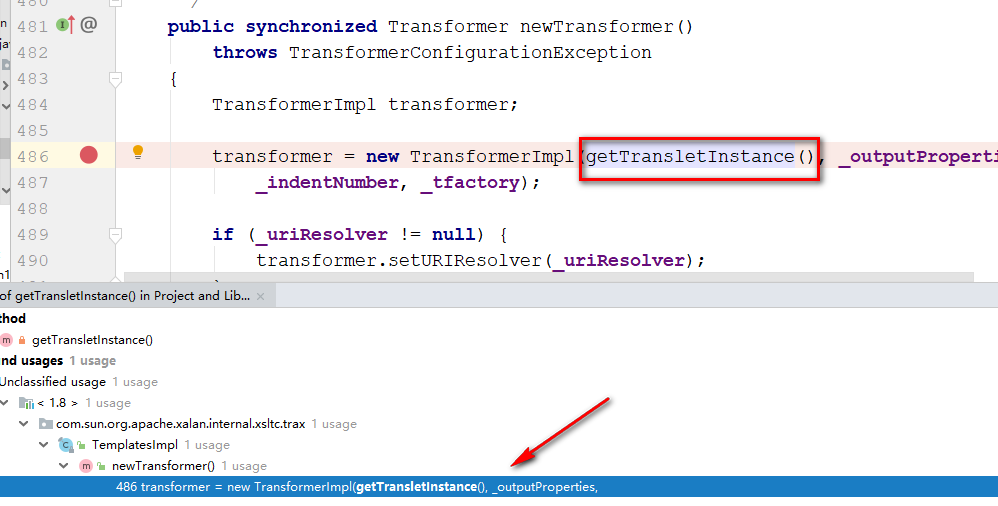 480 */
481 @ public synchronized Transformer newTransformer()
482 throws TransformerConfigurationException
483 {
484 TransformerImpl transformer;
485
486 transformer = new TransformerImpl(getTransletInstance(), _outputProperti
487 _indentNumber, _tfactory);
488
489 if (_uriResolver != null) {
490 transformer.setURIResolver(_uriResolver);
of getTransletInstance() in Project and Lib... ×
thod
m getTransletInstance()
nd usages 1 usage
Unclassified usage 1 usage
< 1.8 > 1 usage
com.sun.org.apache.xalan.internal.xsltc.trax 1 usage
C TemplatesImpl 1 usage
m newTransformer() 1 usage
486 transformer = new TransformerImpl(getTransletInstance(), _outputProperties,